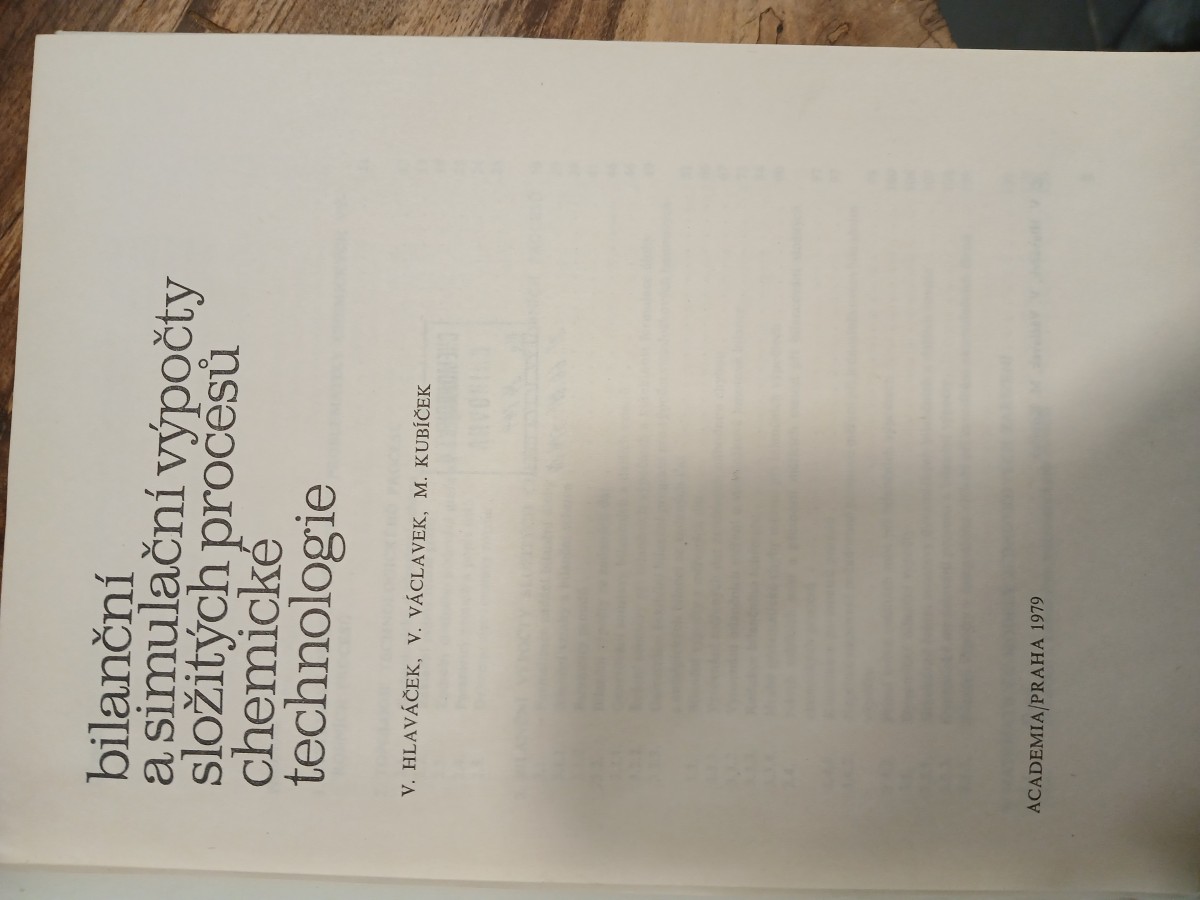 bilanční
a simulační výpočty
složitých procesů
chemické
technologie
V. HLAVÁČEK, V. VÁCLAVEK, M. KUBÍČEK
ACADEMIA/PRAHA 1979